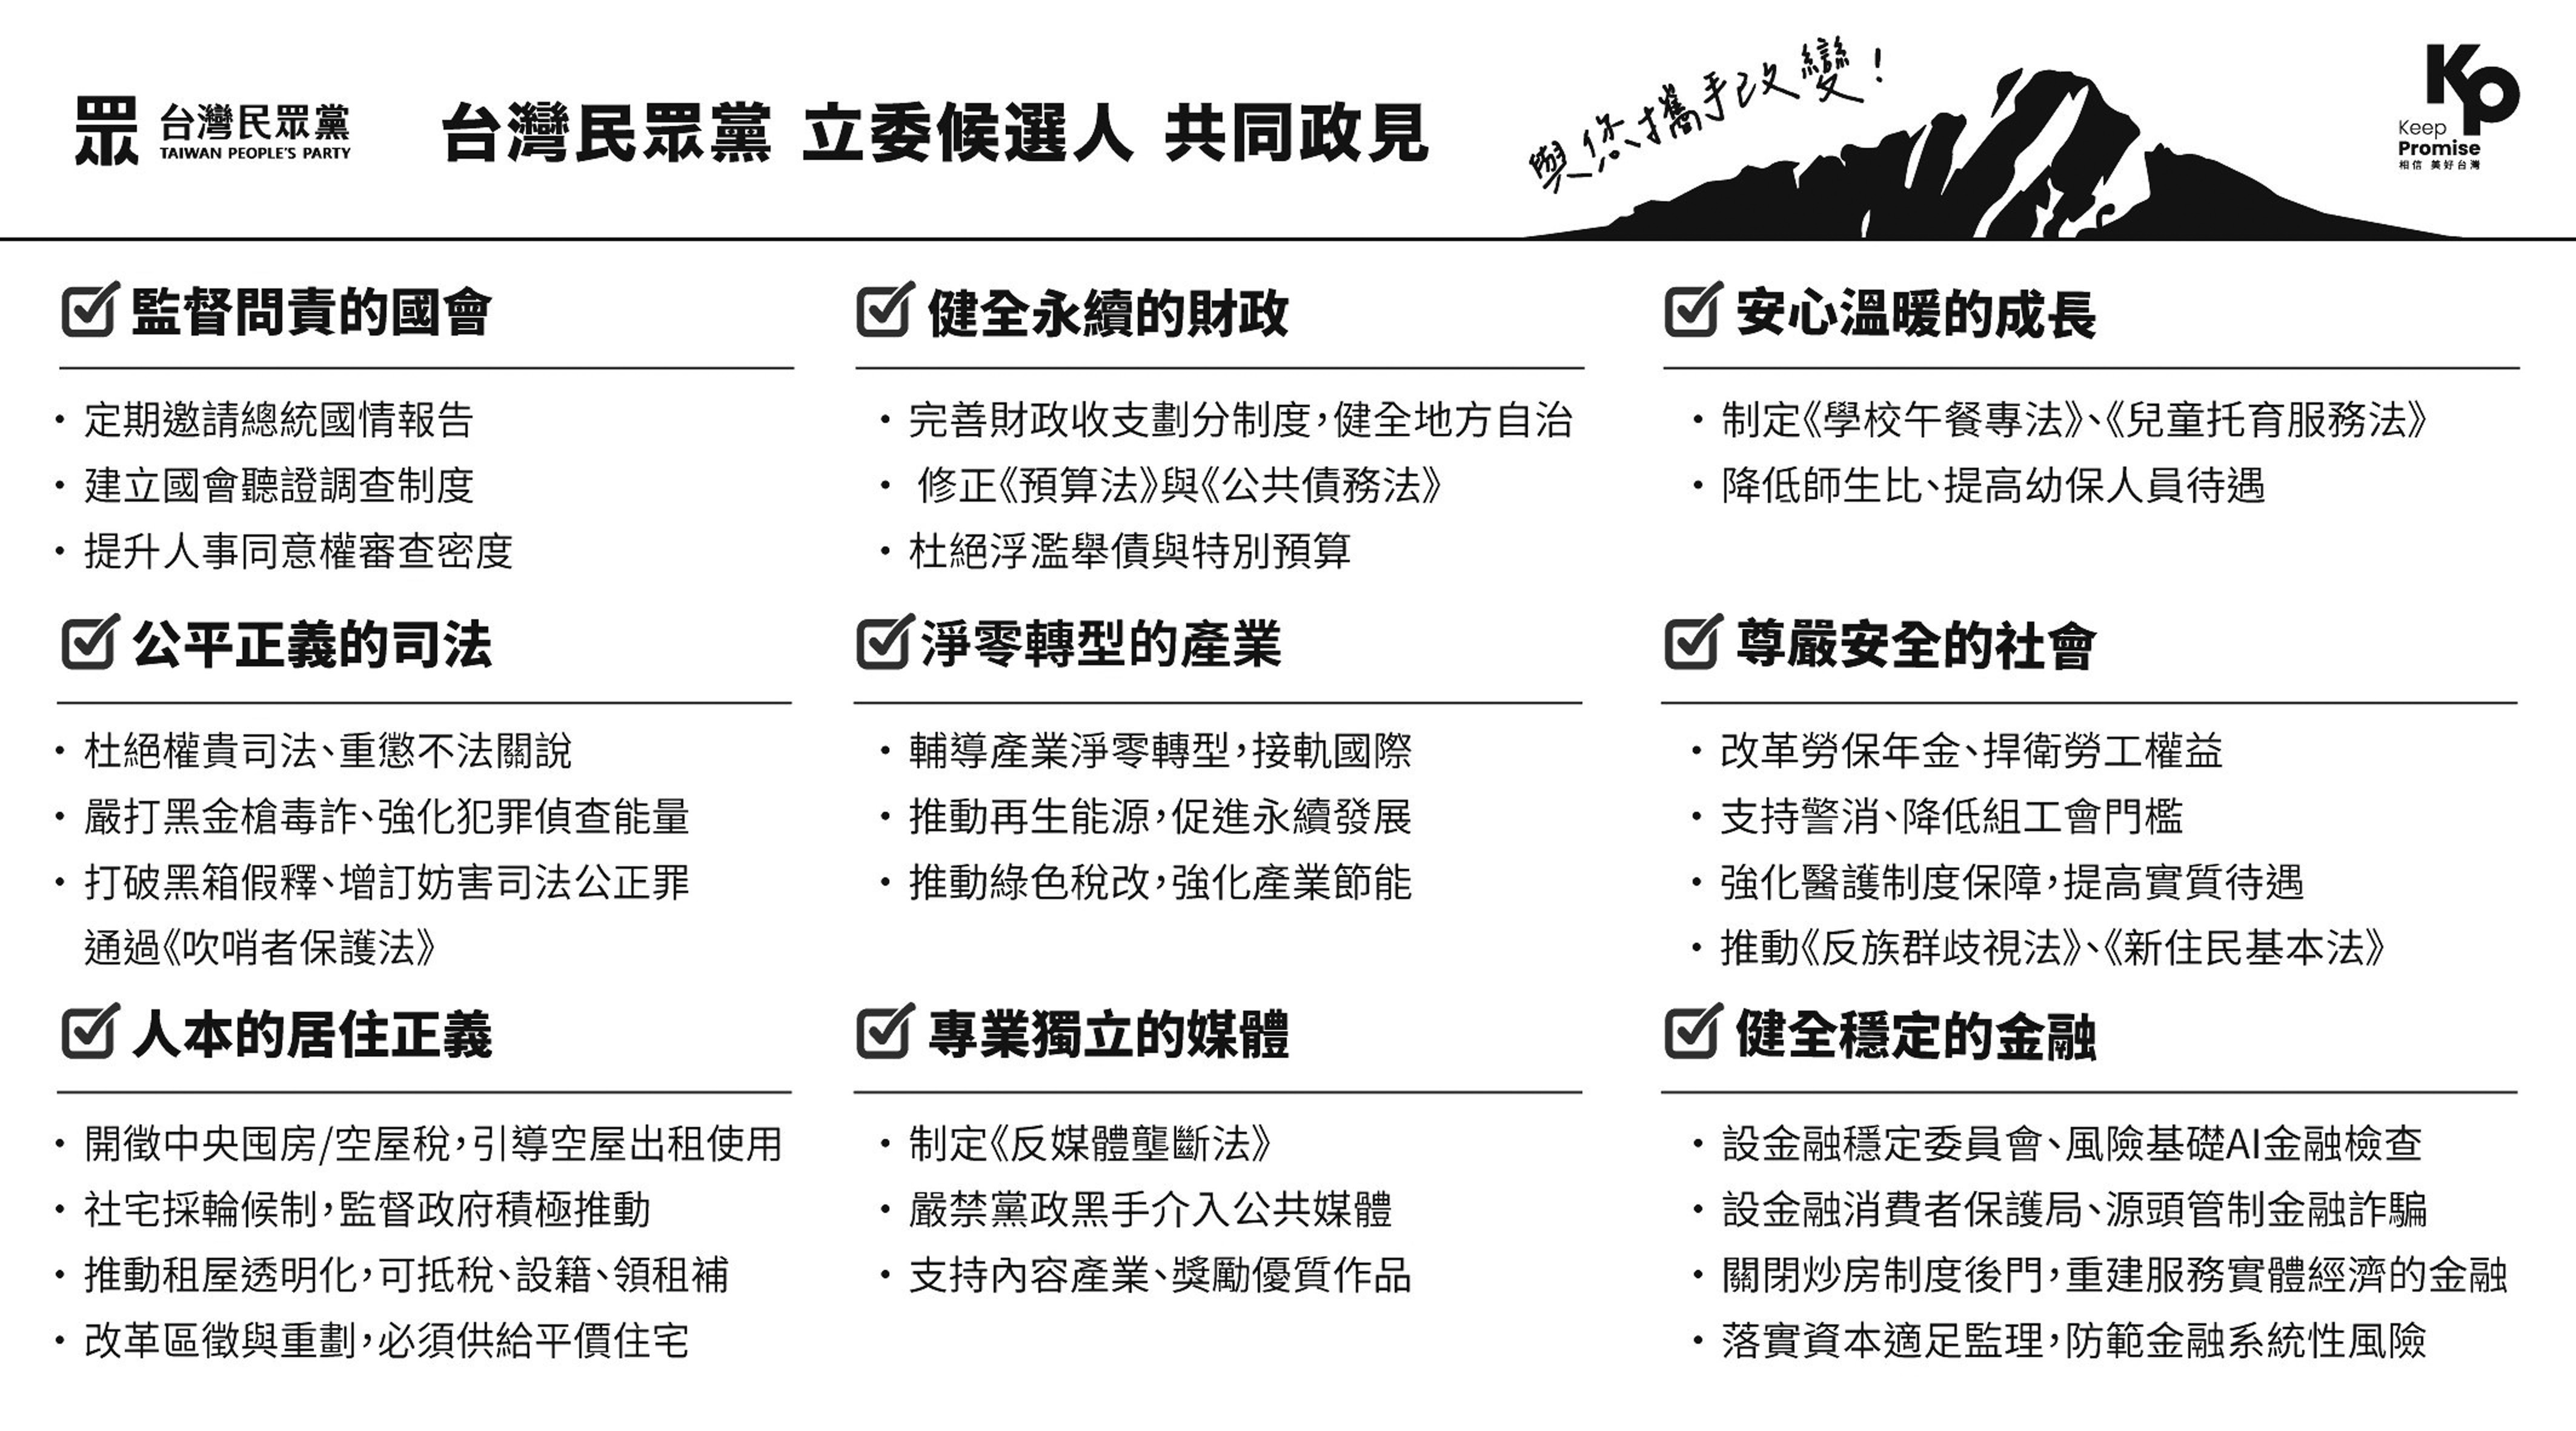 眾 台灣民眾黨
TAIWAN PEOPLE'S PARTY
台灣民眾黨 立委候選人 共同政見
與您攜手改變！
KP
Keep
Promise
相信 美好台灣
監督問責的國會
・定期邀請總統國情報告
・建立國會聽證調查制度
・提升人事同意權審查密度
健全永續的財政
・完善財政收支劃分制度，健全地方自治
・修正《預算法》與《公共債務法》
・杜絕浮濫舉債與特別預算
安心溫暖的成長
・制定《學校午餐專法》、《兒童托育服務法》
・降低師生比、提高幼保人員待遇
公平正義的司法
・杜絕權貴司法、重懲不法關說
・嚴打黑金槍毒詐、強化犯罪偵查能量
・打破黑箱假釋、增訂妨害司法公正罪
通過《吹哨者保護法》
淨零轉型的產業
・輔導產業淨零轉型，接軌國際
・推動再生能源，促進永續發展
・推動綠色稅改，強化產業節能
尊嚴安全的社會
・改革勞保年金、捍衛勞工權益
・支持警消、降低組工會門檻
・強化醫護制度保障，提高實質待遇
・推動《反族群歧視法》、《新住民基本法》
人本的居住正義
・開徵中央囤房/空屋稅，引導空屋出租使用
・社宅採輪候制，監督政府積極推動
・推動租屋透明化，可抵稅、設籍、領租補
・改革區徵與重劃，必須供給平價住宅
專業獨立的媒體
・制定《反媒體壟斷法》
・嚴禁黨政黑手介入公共媒體
・支持內容產業、獎勵優質作品
健全穩定的金融
・設金融穩定委員會、風險基礎AI金融檢查
・設金融消費者保護局、源頭管制金融詐騙
・關閉炒房制度後門，重建服務實體經濟的金融
・落實資本適足監理，防範金融系統性風險